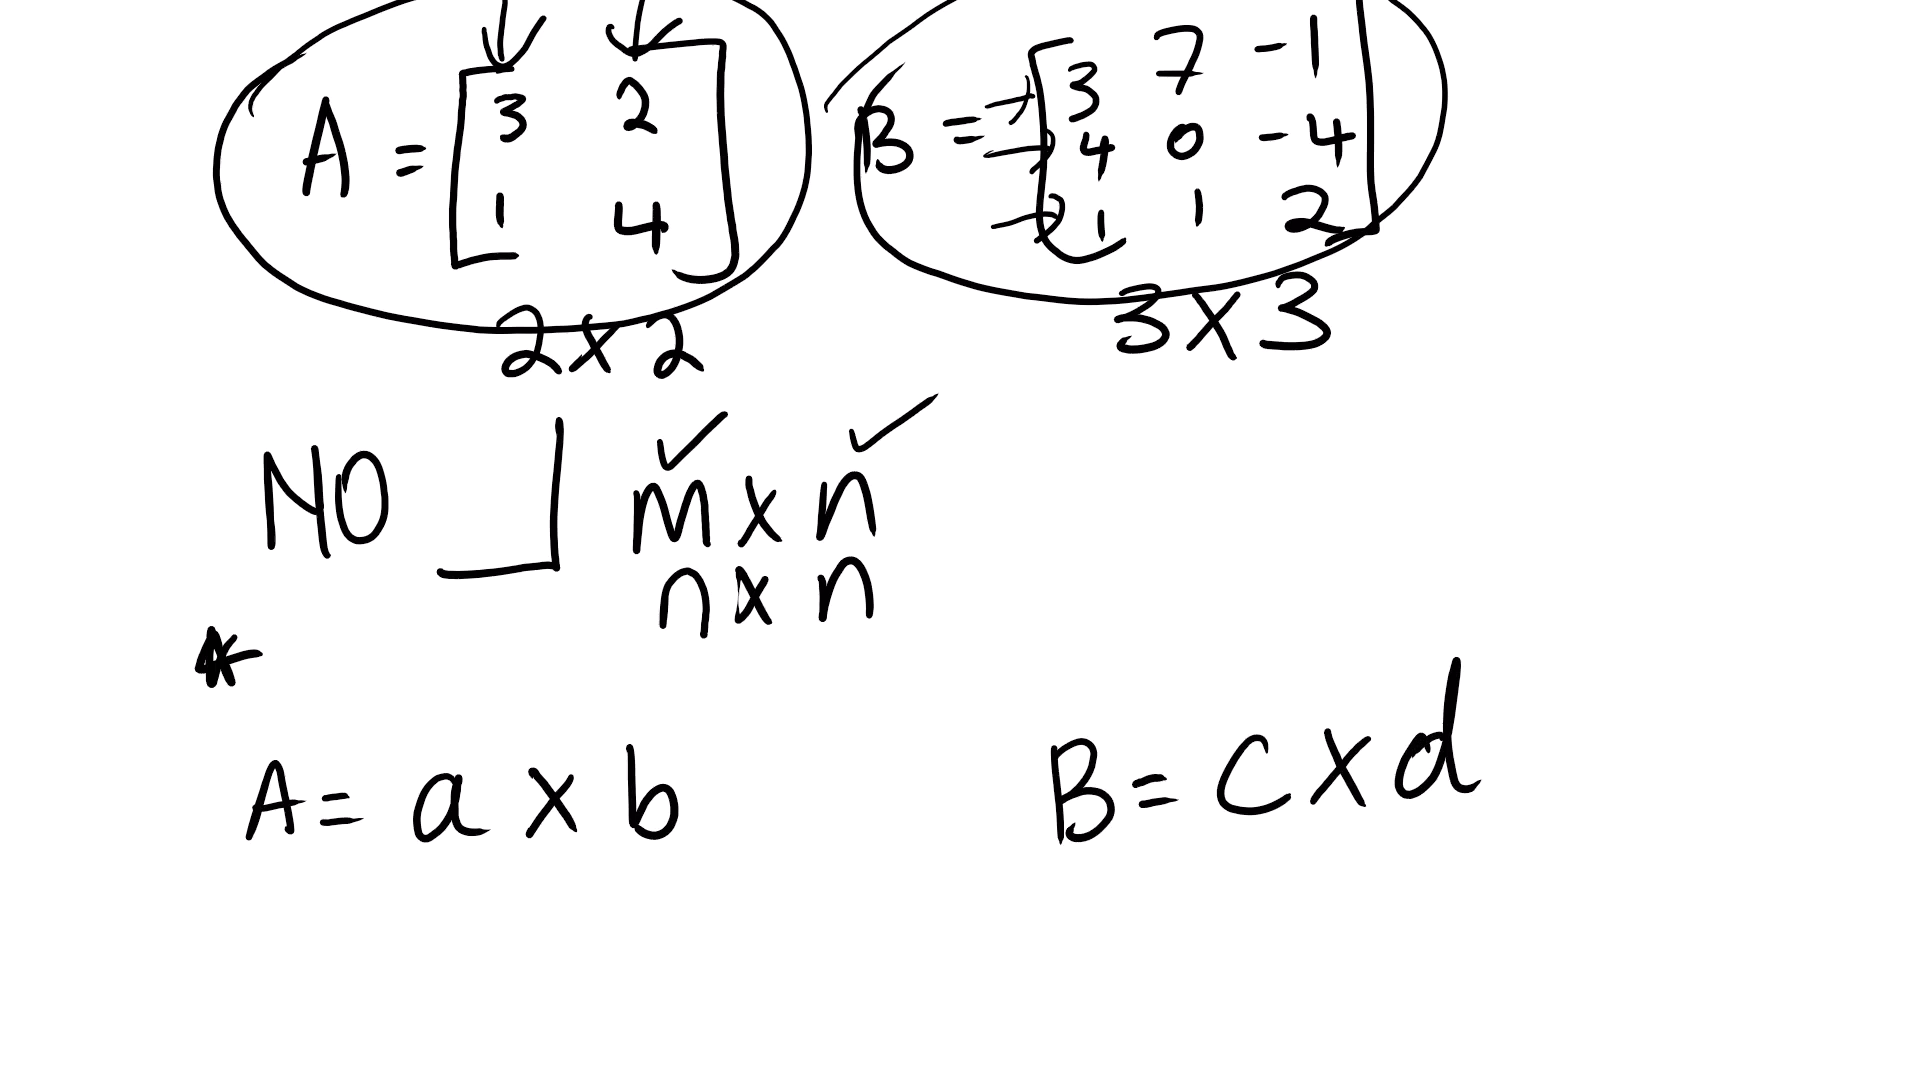 A = [3 2
1 4]
2x2
B = [3 7 -1
4 0 -4
1 1 2]
3x3
NO
m x n
n x n
*
A = a x b
B = c x d